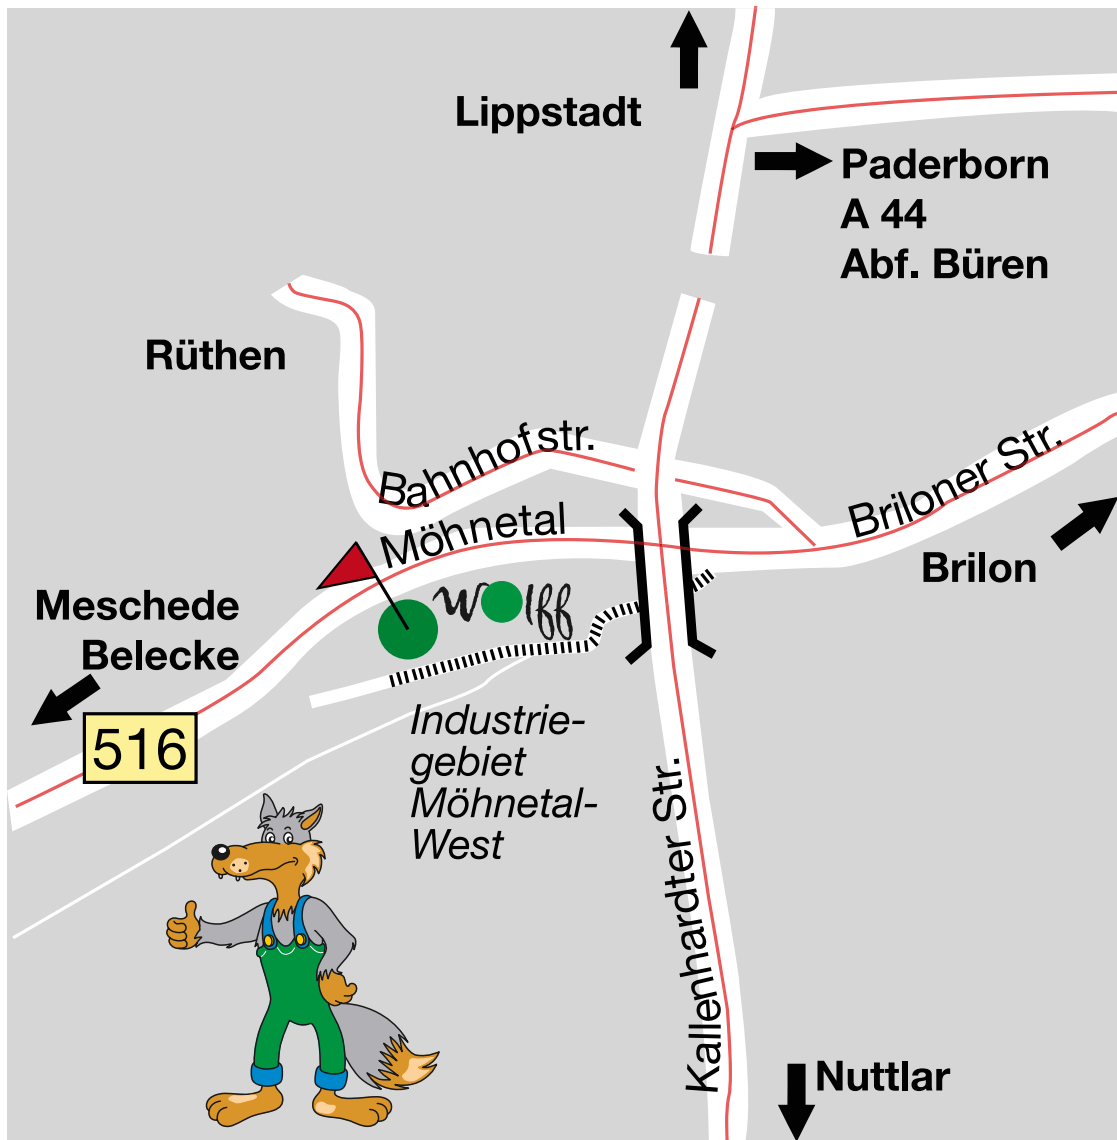 Lippstadt
Paderborn
A 44
Abf. Büren
Rüthen
Bahnhofstr.
Briloner Str.
Möhnetal
Brilon
wolff
Meschede
Belecke
516
Industrie-
gebiet
Möhnetal-
West
Kallenhardter Str.
Nuttlar